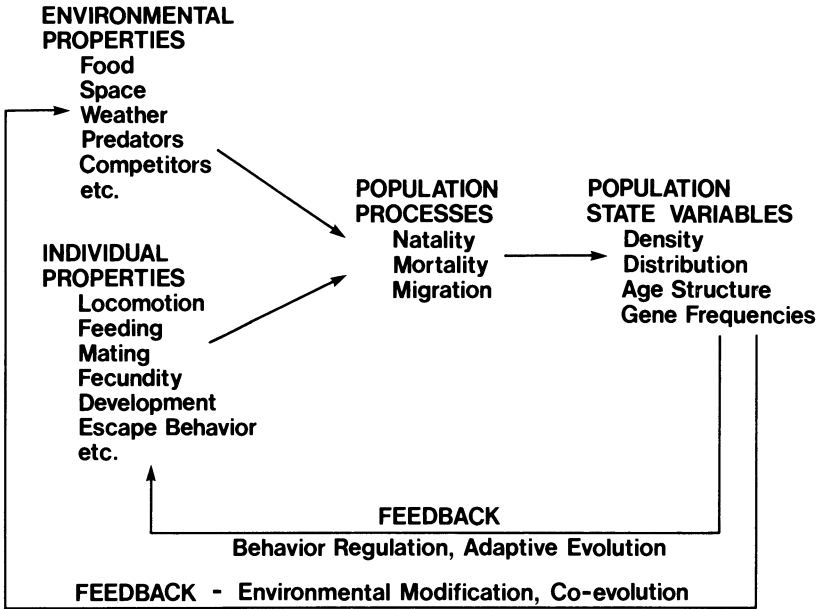 ENVIRONMENTAL
PROPERTIES
Food
Space
Weather
Predators
Competitors
etc.
INDIVIDUAL
PROPERTIES
Locomotion
Feeding
Mating
Fecundity
Development
Escape Behavior
etc.
POPULATION
PROCESSES
Natality
Mortality
Migration
POPULATION
STATE VARIABLES
Density
Distribution
Age Structure
Gene Frequencies
FEEDBACK
Behavior Regulation, Adaptive Evolution
FEEDBACK - Environmental Modification, Co-evolution